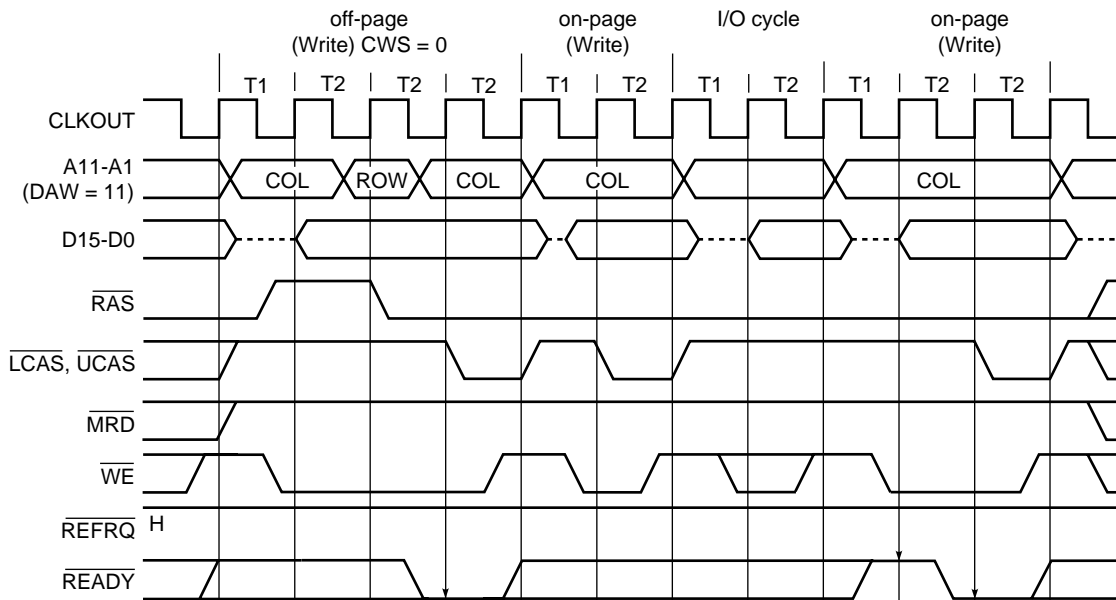 off-page
(Write) CWS = 0
on-page
(Write)
I/O cycle
on-page
(Write)
T1 T2 T2 T2 T1 T2 T1 T2 T1 T2 T2
CLKOUT
A11-A1
(DAW = 11)
COL ROW COL COL COL
D15-D0
RAS
LCAS, UCAS
MRD
WE
REFRQ H
READY